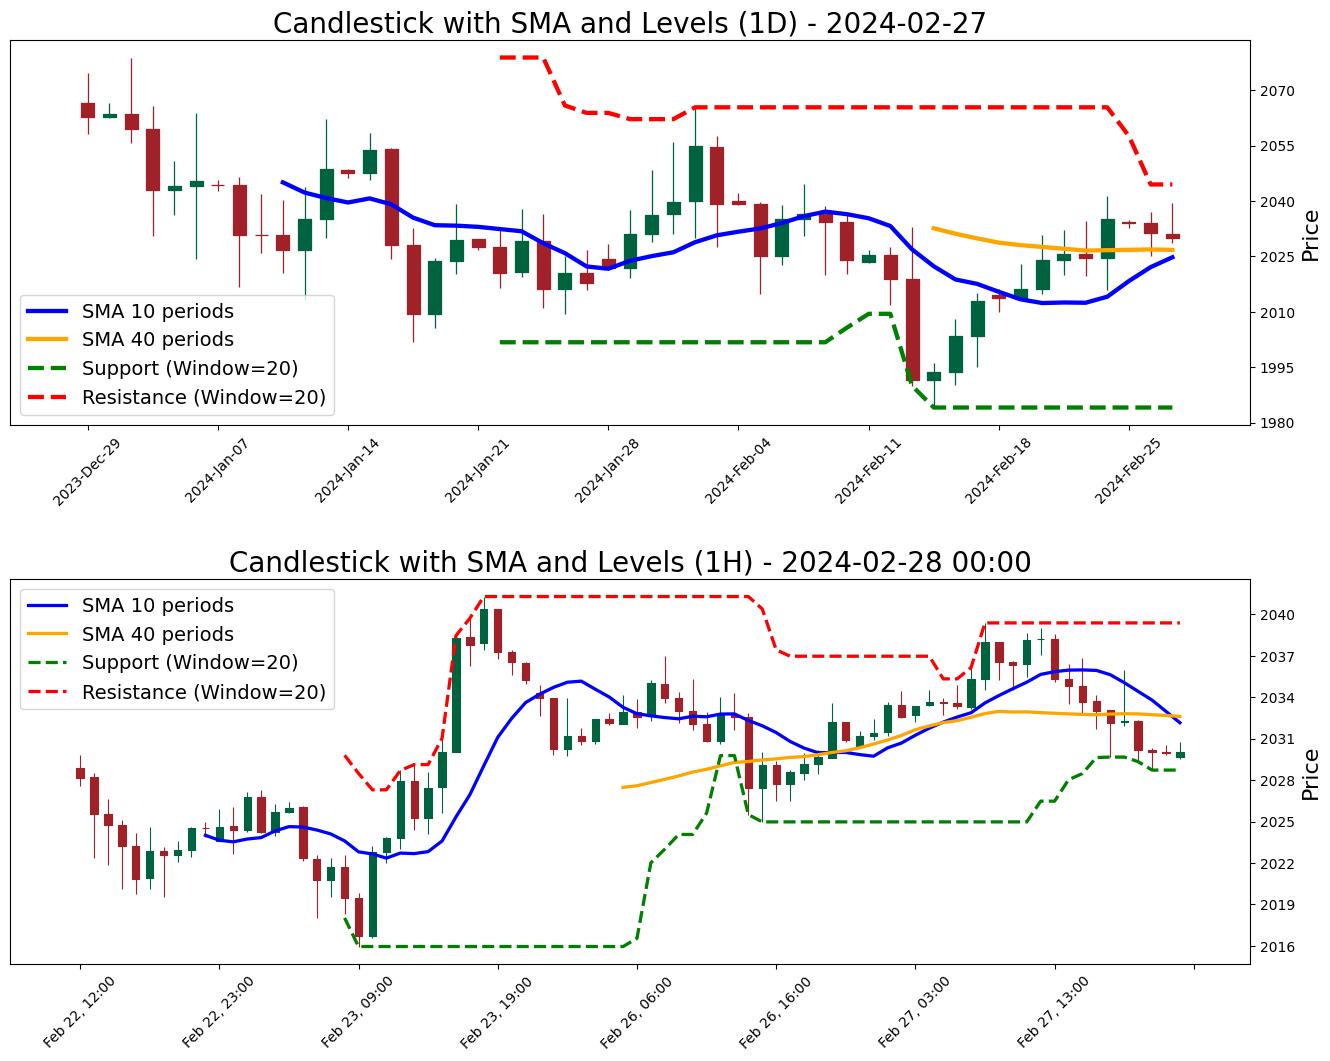 Candlestick with SMA and Levels (1D) - 2024-02-27
SMA 10 periods
SMA 40 periods
Support (Window=20)
Resistance (Window=20)
2070
2055
2040
2025
2010
1995
1980
Price
2023-Dec-29
2024-Jan-07
2024-Jan-14
2024-Jan-21
2024-Jan-28
2024-Feb-04
2024-Feb-11
2024-Feb-18
2024-Feb-25
Candlestick with SMA and Levels (1H) - 2024-02-28 00:00
SMA 10 periods
SMA 40 periods
Support (Window=20)
Resistance (Window=20)
2040
2037
2034
2031
2028
2025
2022
2019
2016
Price
Feb 22, 12:00
Feb 22, 23:00
Feb 23, 09:00
Feb 23, 19:00
Feb 26, 06:00
Feb 26, 16:00
Feb 27, 03:00
Feb 27, 13:00